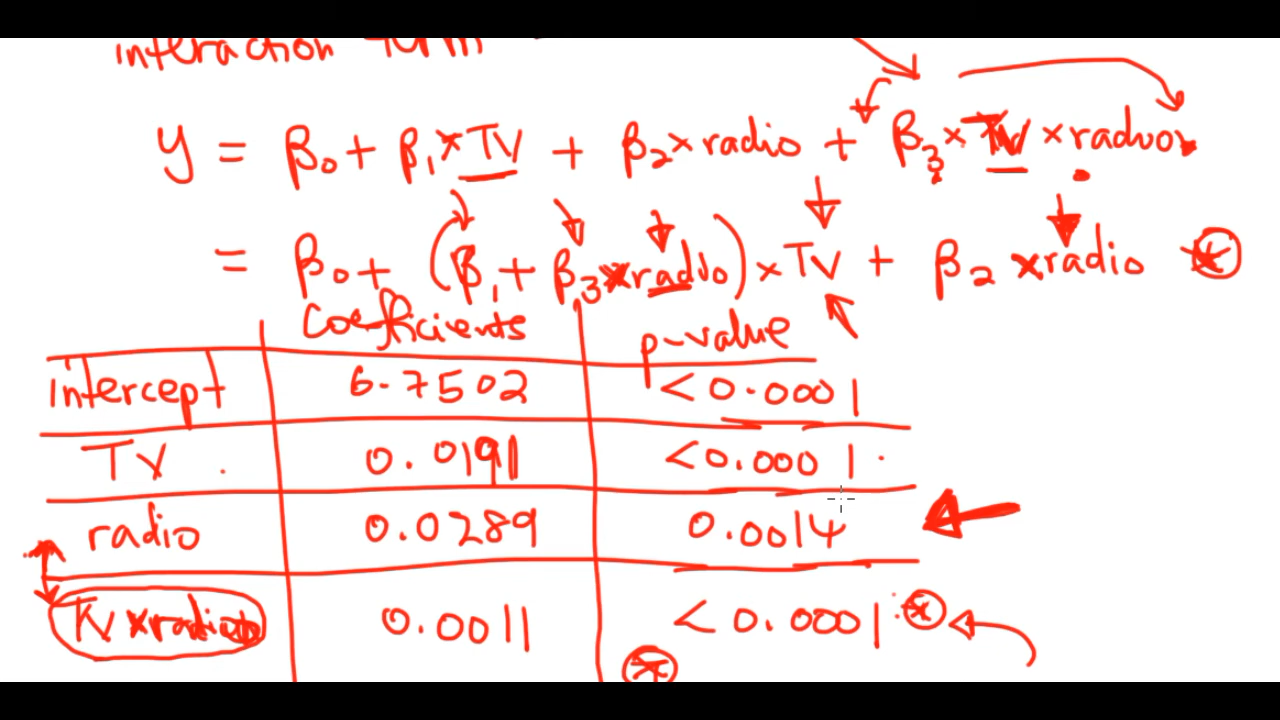 interaction term
y = β₀ + β₁ × TV + β₂ × radio + β₃ × TV × radio
= β₀ + (β₁ + β₃ × radio) × TV + β₂ × radio *
coefficients p-value
intercept 6.7502 < 0.0001
TV 0.0191 < 0.0001
radio 0.0289 0.0014
TV × radio 0.0011 < 0.0001 *
*